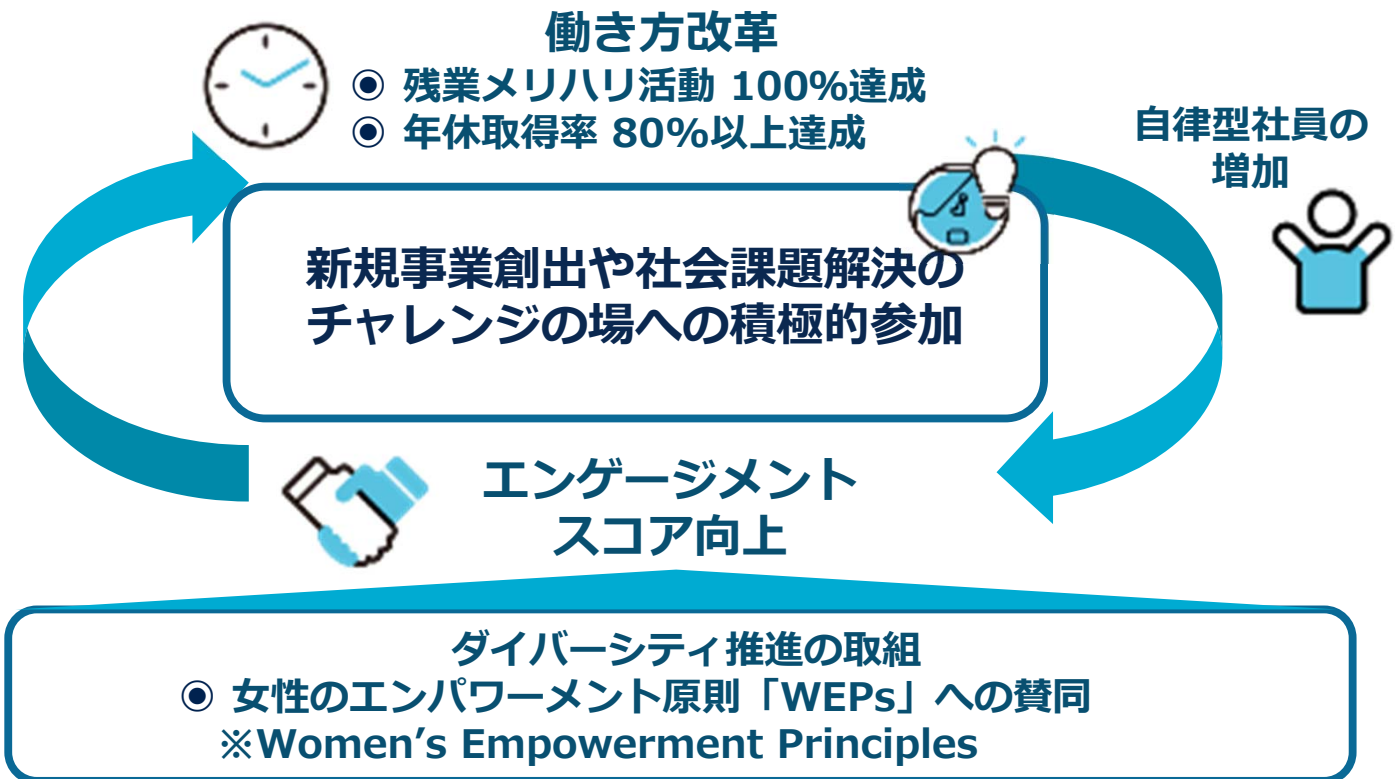 働き方改革
◉ 残業メリハリ活動 100%達成
◉ 年休取得率 80%以上達成
自律型社員の
増加
新規事業創出や社会課題解決の
チャレンジの場への積極的参加
エンゲージメント
スコア向上
ダイバーシティ推進の取組
◉ 女性のエンパワーメント原則「WEPs」への賛同
※Women’s Empowerment Principles